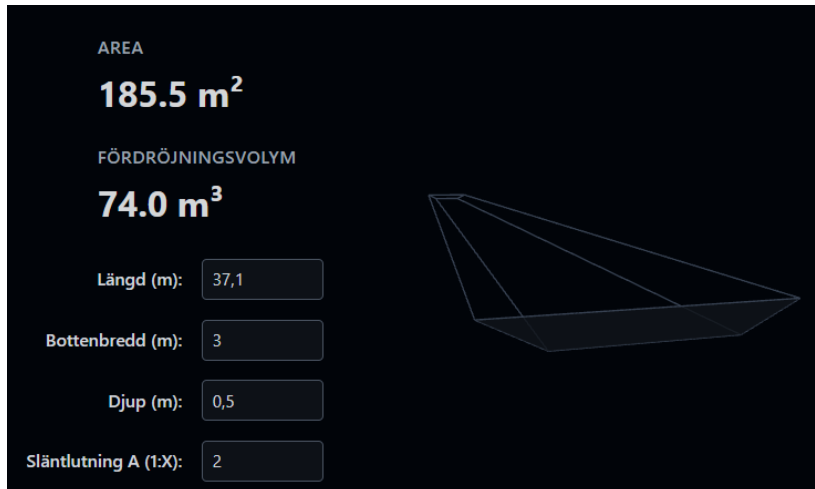 AREA
185.5 m²
FÖRDRÖJNINGSVOLYM
74.0 m³
Längd (m): 37,1
Bottenbredd (m): 3
Djup (m): 0,5
Släntlutning A (1:X): 2